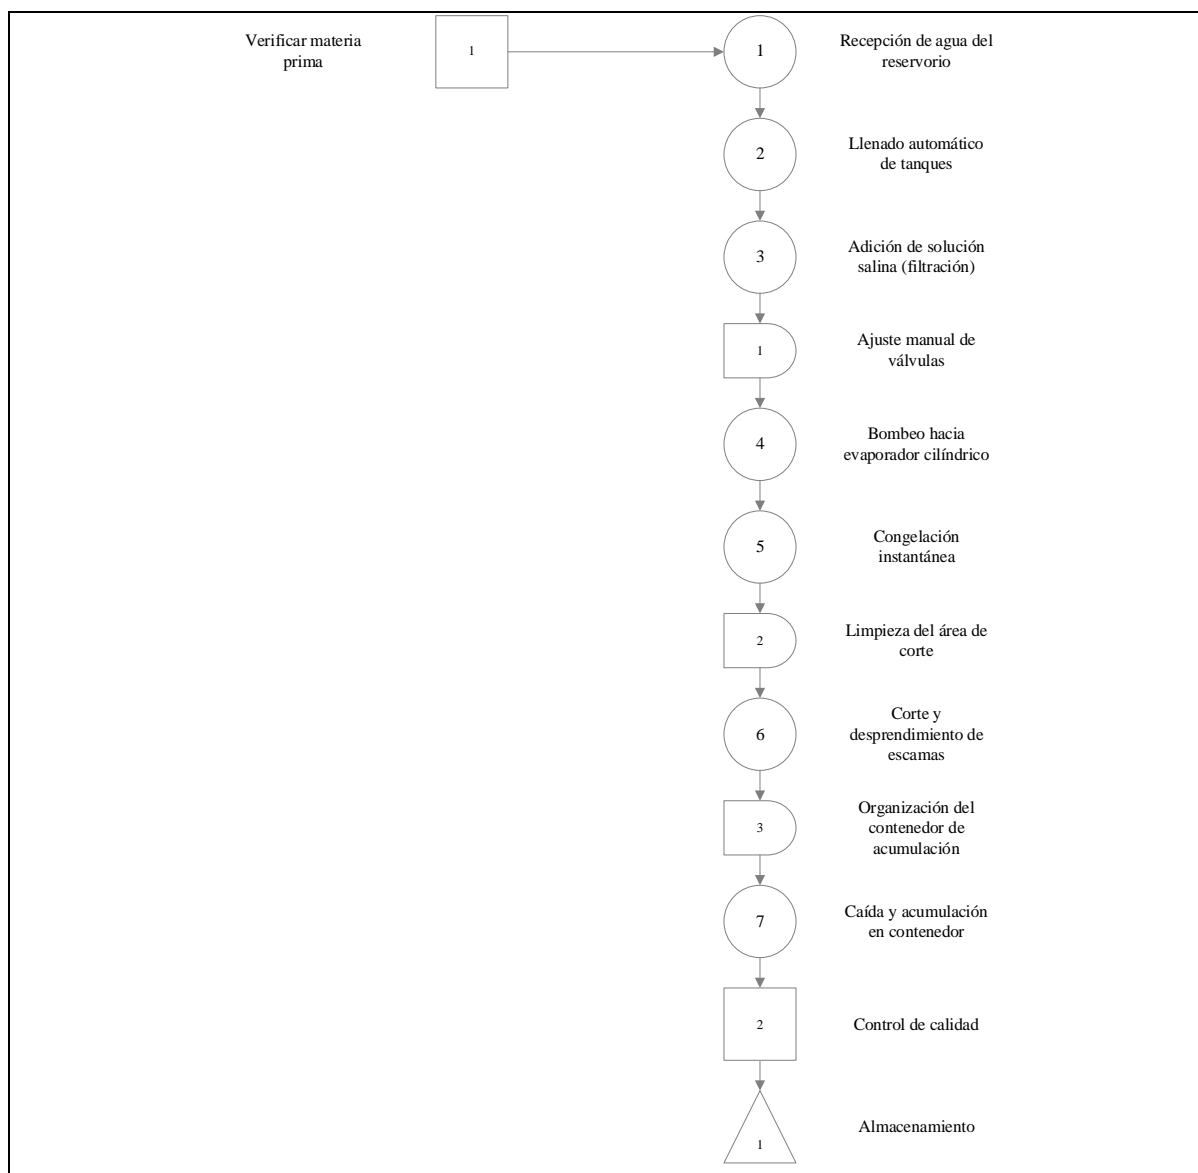 Verificar materia
prima
1
1
Recepción de agua del
reservorio
2
Llenado automático
de tanques
3
Adición de solución
salina (filtración)
1
Ajuste manual de
válvulas
4
Bombeo hacia
evaporador cilíndrico
5
Congelación
instantánea
2
Limpieza del área de
corte
6
Corte y
desprendimiento de
escamas
3
Organización del
contenedor de
acumulación
7
Caída y acumulación
en contenedor
2
Control de calidad
1
Almacenamiento